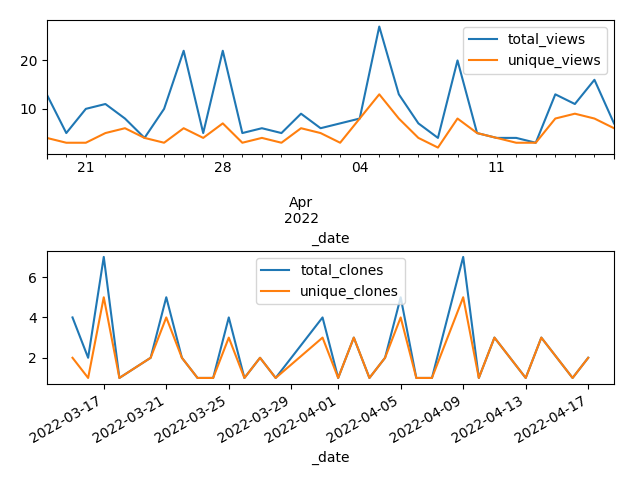 total_views
unique_views
20
10
21
28
04
11
Apr
2022
_date
total_clones
unique_clones
6
4
2
2022-03-17
2022-03-21
2022-03-25
2022-03-29
2022-04-01
2022-04-05
2022-04-09
2022-04-13
2022-04-17
_date